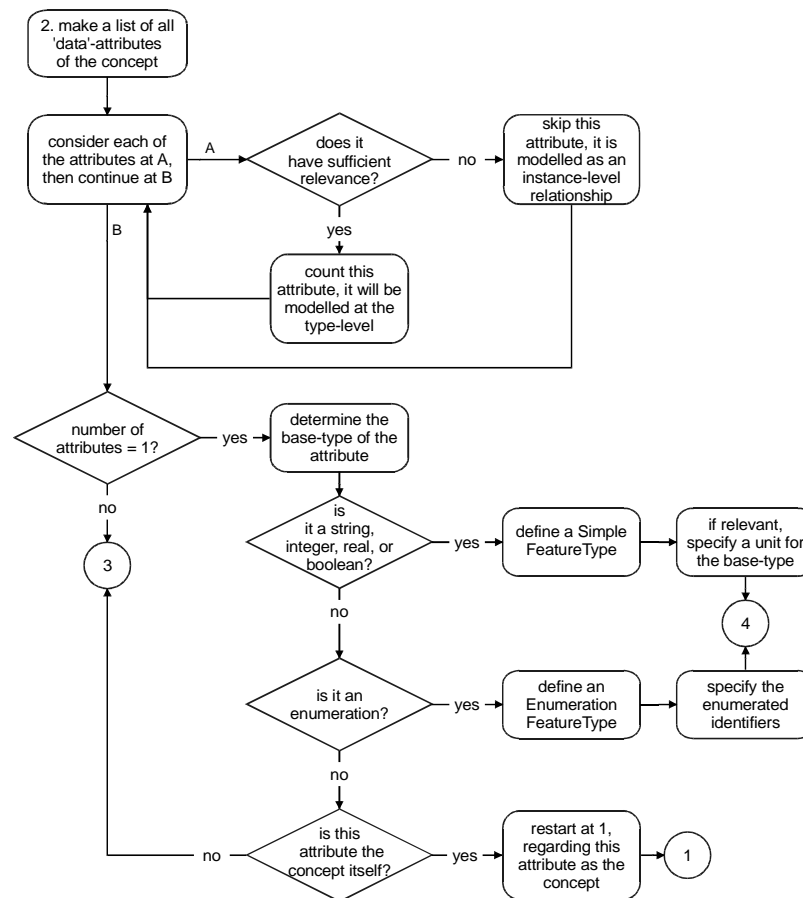 2. make a list of all
'data'-attributes
of the concept
consider each of
the attributes at A,
then continue at B
A
does it
have sufficient
relevance?
no
skip this
attribute, it is
modelled as an
instance-level
relationship
B
yes
count this
attribute, it will be
modelled at the
type-level
number of
attributes = 1?
yes
determine the
base-type of the
attribute
no
3
is
it a string,
integer, real, or
boolean?
yes
define a Simple
FeatureType
if relevant,
specify a unit for
the base-type
no
4
is it an
enumeration?
yes
define an
Enumeration
FeatureType
specify the
enumerated
identifiers
no
is this
attribute the
concept itself?
no
yes
restart at 1,
regarding this
attribute as the
concept
1